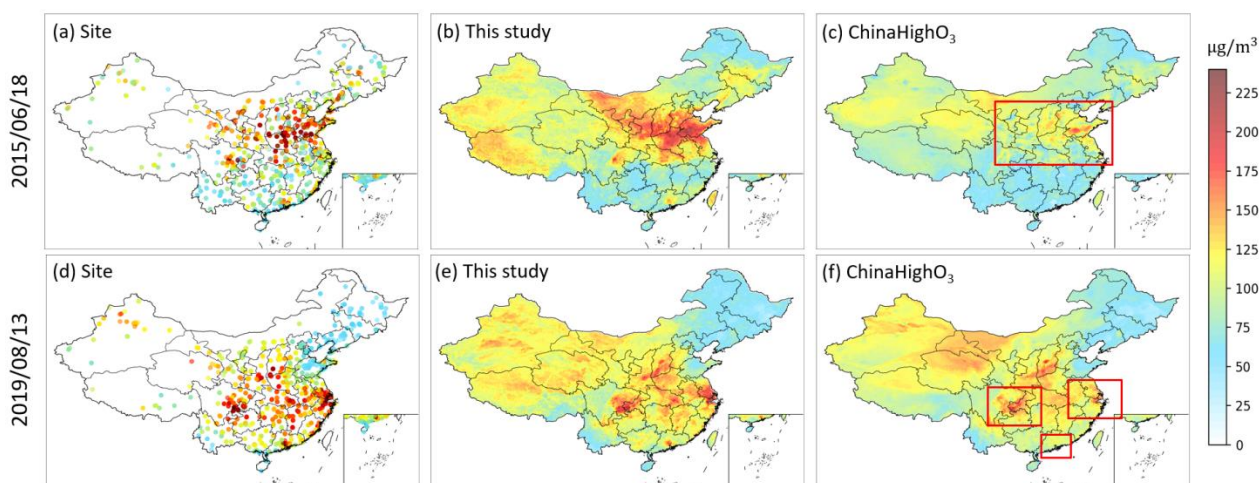 (a) Site
(b) This study
(c) ChinaHighO₃
μg/m³
2015/06/18
(d) Site
(e) This study
(f) ChinaHighO₃
2019/08/13
225
200
175
150
125
100
75
50
25
0